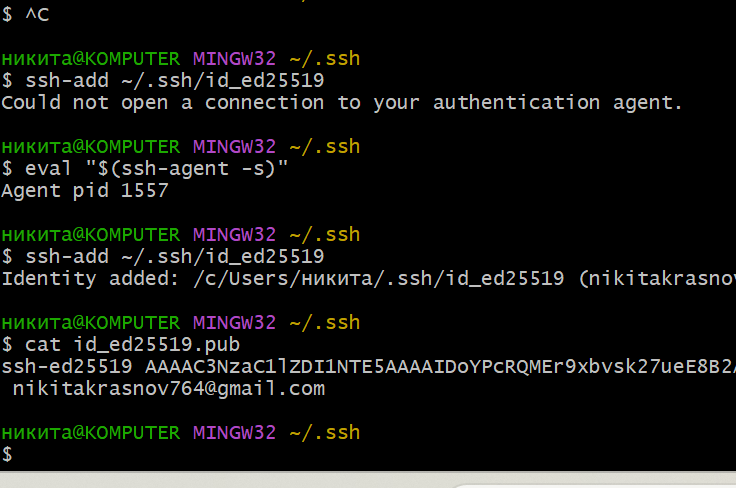 $ ^C
никита@KOMPUTER MINGW32 ~/.ssh
$ ssh-add ~/.ssh/id_ed25519
Could not open a connection to your authentication agent.
никита@KOMPUTER MINGW32 ~/.ssh
$ eval "$(ssh-agent -s)"
Agent pid 1557
никита@KOMPUTER MINGW32 ~/.ssh
$ ssh-add ~/.ssh/id_ed25519
Identity added: /c/Users/никита/.ssh/id_ed25519 (nikitakrasnov
никита@KOMPUTER MINGW32 ~/.ssh
$ cat id_ed25519.pub
ssh-ed25519 AAAAC3NzaC1lZDI1NTE5AAAAIDoYPcRQMEr9xbvsk27ueE8B2A
nikitakrasnov764@gmail.com
никита@KOMPUTER MINGW32 ~/.ssh
$